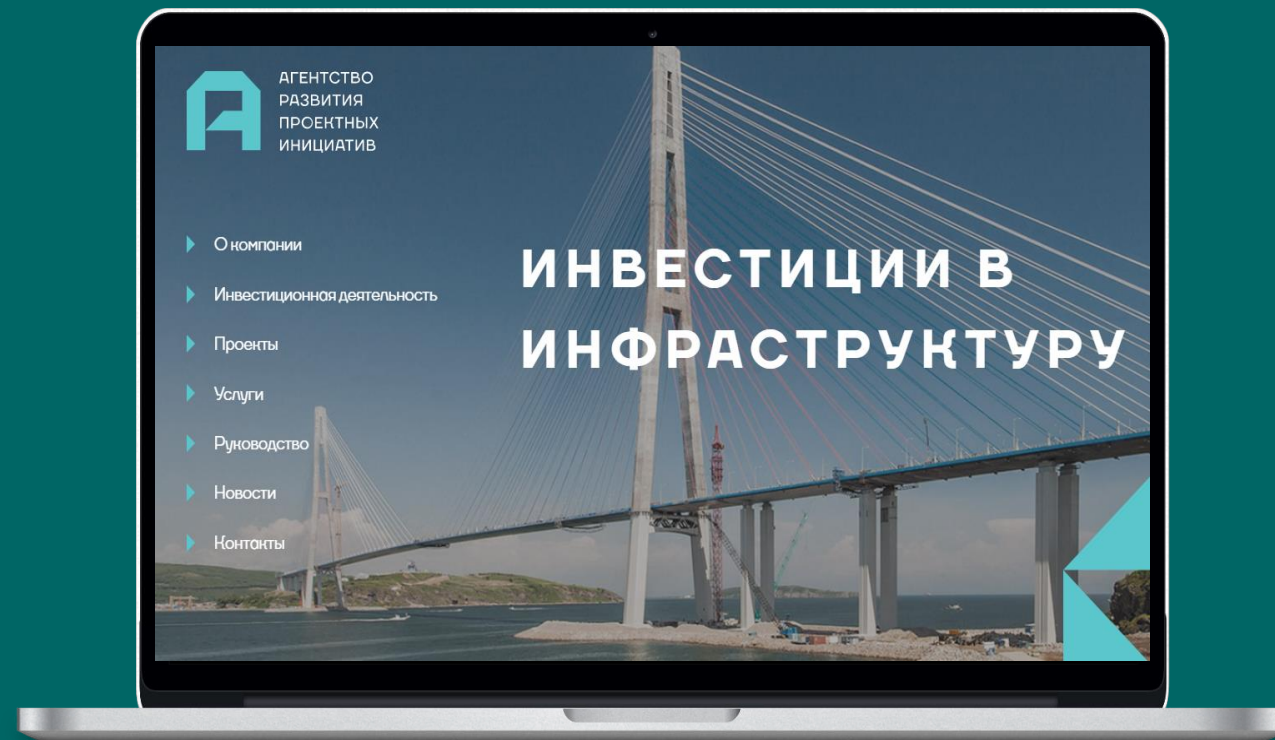 АГЕНТСТВО
РАЗВИТИЯ
ПРОЕКТНЫХ
ИНИЦИАТИВ
О компании
Инвестиционная деятельность
Проекты
Услуги
Руководство
Новости
Контакты
ИНВЕСТИЦИИ В
ИНФРАСТРУКТУРУ